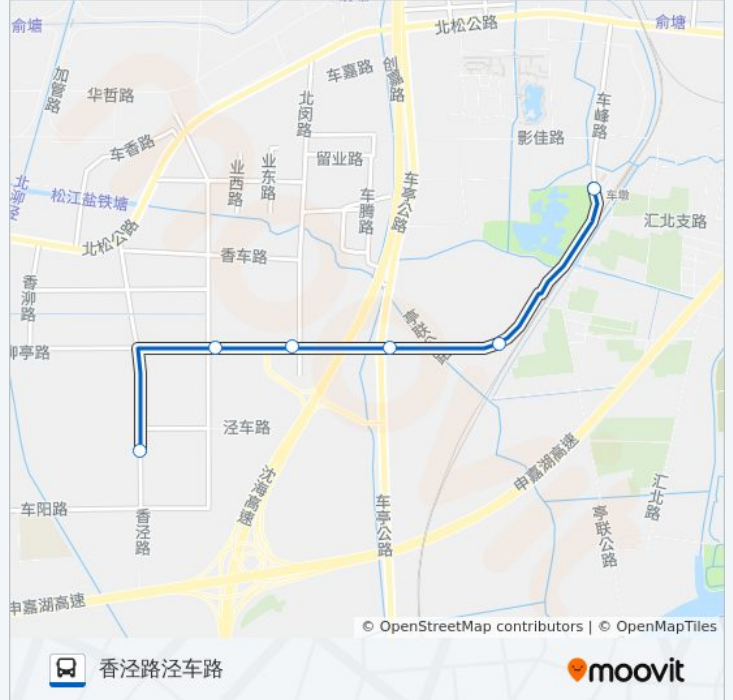 俞塘
北松公路
俞塘
加管路
华哲路
车嘉路
创嘉路
北闵路
车峰路
影佳路
车香路
留业路
业西路
业东路
北泖泾
松江盐铁塘
车腾路
车亭公路
车墩
汇北支路
北松公路
香车路
香泖路
亭联公路
泖亭路
泾车路
沈海高速
申嘉湖高速
汇北路
车阳路
香泾路
车亭公路
亭联公路
申嘉湖高速
© OpenStreetMap contributors | © OpenMapTiles
香泾路泾车路
moovit